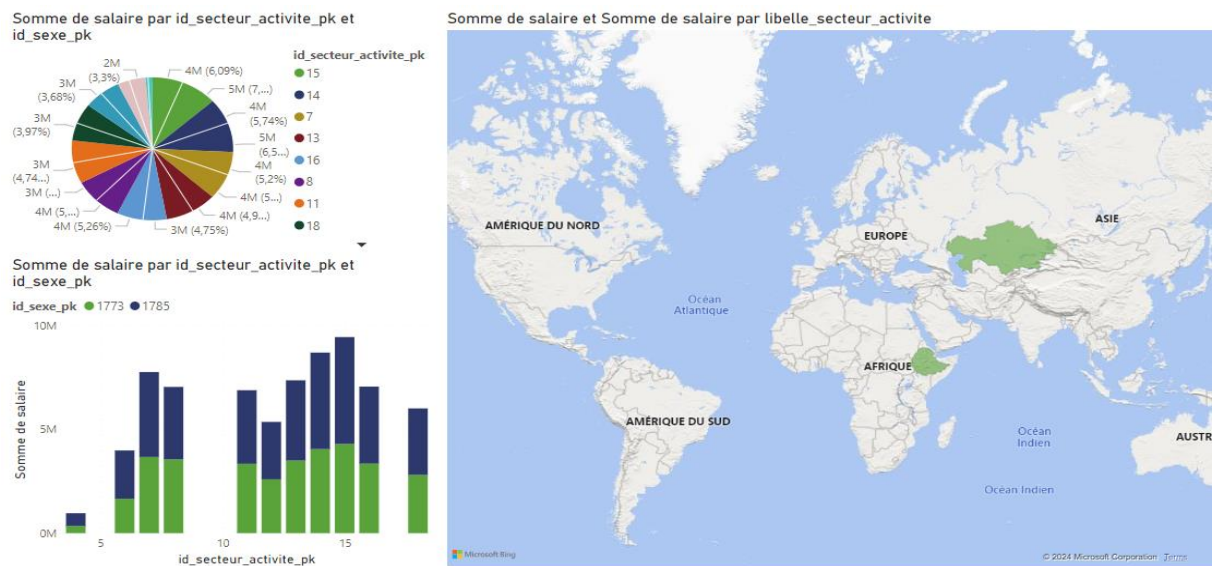 Somme de salaire par id_secteur_activite_pk et
id_sexe_pk
2M
(3,3%)
3M
(3,68%)
3M
(3,97%)
3M
(4,74...
3M (...)
4M (5,...)
4M (5,26%)
3M (4,75%)
4M (4,9...
4M (5...
4M
(5,2%)
5M
(6,5...
4M
(5,74%)
5M (7,...)
4M (6,09%)
id_secteur_activite_pk
15
14
7
13
16
8
11
18
Somme de salaire par id_secteur_activite_pk et
id_sexe_pk
id_sexe_pk 1773 1785
Somme de salaire
10M
5M
0M
5 10 15
id_secteur_activite_pk
Somme de salaire et Somme de salaire par libelle_secteur_activite
AMÉRIQUE DU NORD
EUROPE
ASIE
Océan
Atlantique
AFRIQUE
AMÉRIQUE DU SUD
Océan
Indien
AUSTR
Océan Indien
Microsoft Bing
© 2024 Microsoft Corporation Terms